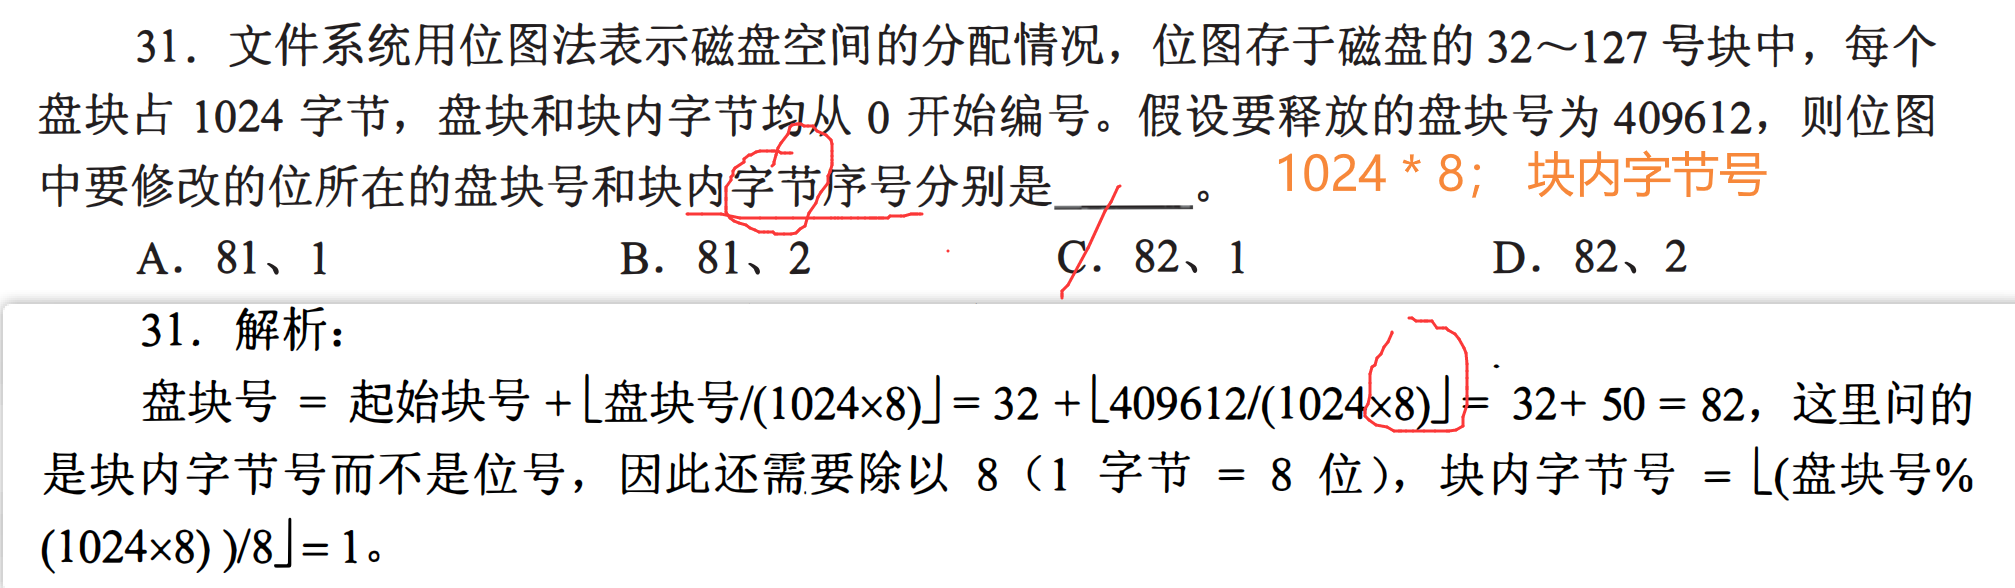 31．文件系统用位图法表示磁盘空间的分配情况，位图存于磁盘的 32～127 号块中，每个
盘块占 1024 字节，盘块和块内字节均从 0 开始编号。假设要释放的盘块号为 409612，则位图
中要修改的位所在的盘块号和块内字节序号分别是______。 1024 * 8； 块内字节号
A．81、1 B．81、2 C．82、1 D．82、2
31．解析：
盘块号 = 起始块号 +⌊盘块号/(1024×8)⌋= 32 +⌊409612/(1024×8)⌋= 32+ 50 = 82，这里问的
是块内字节号而不是位号，因此还需要除以 8（1 字节 = 8 位），块内字节号 = ⌊(盘块号%
(1024×8) )/8⌋= 1。